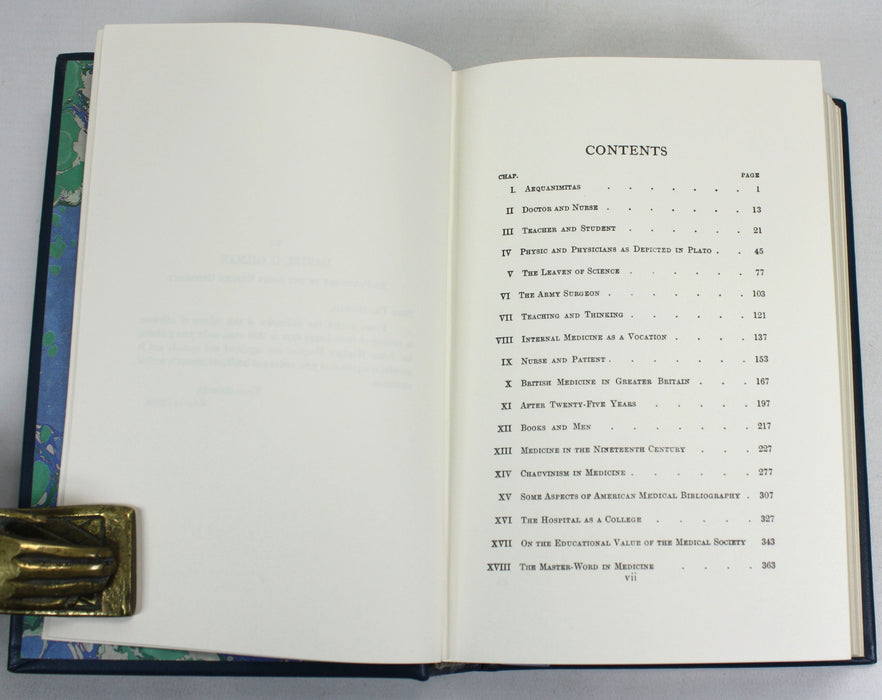 CONTENTS
CHAP. PAGE
I. AEQUANIMITAS . . . . . . . 1
II DOCTOR AND NURSE . . . . . . . 13
III TEACHER AND STUDENT . . . . . . 21
IV PHYSIC AND PHYSICIANS AS DEPICTED IN PLATO . . 45
V THE LEAVEN OF SCIENCE . . . . . . 77
VI THE ARMY SURGEON . . . . . . . 103
VII TEACHING AND THINKING . . . . . . 121
VIII INTERNAL MEDICINE AS A VOCATION . . . . 137
IX NURSE AND PATIENT . . . . . . . 153
X BRITISH MEDICINE IN GREATER BRITAIN . . . 167
XI AFTER TWENTY-FIVE YEARS . . . . . 197
XII BOOKS AND MEN . . . . . . 217
XIII MEDICINE IN THE NINETEENTH CENTURY . . . 227
XIV CHAUVINISM IN MEDICINE . . . . . . 277
XV SOME ASPECTS OF AMERICAN MEDICAL BIBLIOGRAPHY . 307
XVI THE HOSPITAL AS A COLLEGE . . . . . 327
XVII ON THE EDUCATIONAL VALUE OF THE MEDICAL SOCIETY 343
XVIII THE MASTER-WORD IN MEDICINE . . . . 363
vii